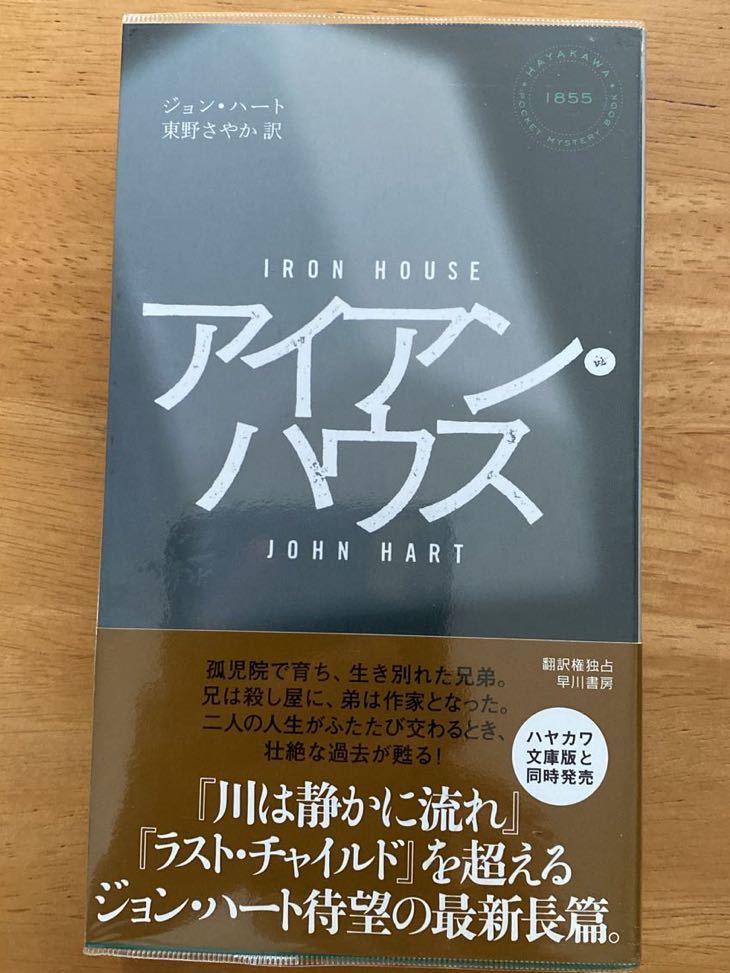 ジョン・ハート
東野さやか 訳
HAYAKAWA
1855
POCKET MYSTERY BOOK
IRON HOUSE
アイアン・
ハウス
JOHN HART
孤児院で育ち、生き別れた兄弟。
兄は殺し屋に、弟は作家となった。
二人の人生がふたたび交わるとき、
壮絶な過去が甦る！
翻訳権独占
早川書房
ハヤカワ
文庫版と
同時発売
『川は静かに流れ』
『ラスト・チャイルド』を超える
ジョン・ハート待望の最新長篇。